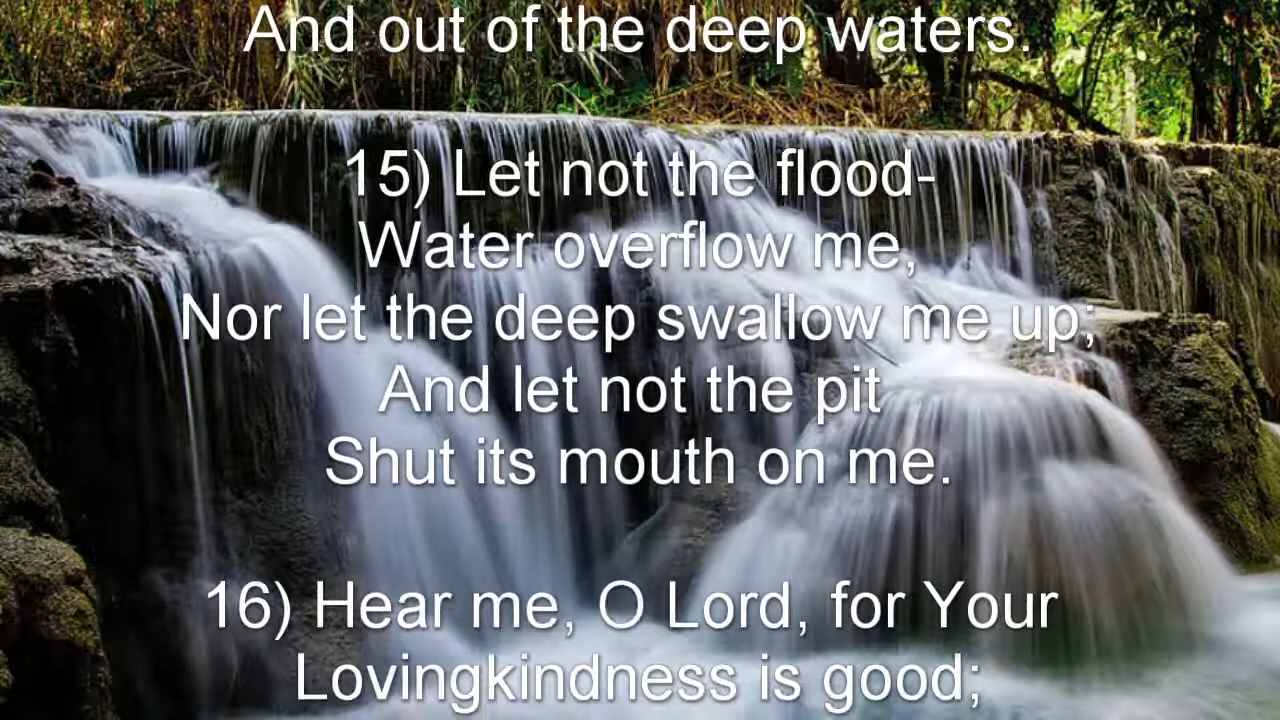 And out of the deep waters.
15) Let not the flood-
Water overflow me,
Nor let the deep swallow me up;
And let not the pit
Shut its mouth on me.
16) Hear me, O Lord, for Your
Lovingkindness is good;